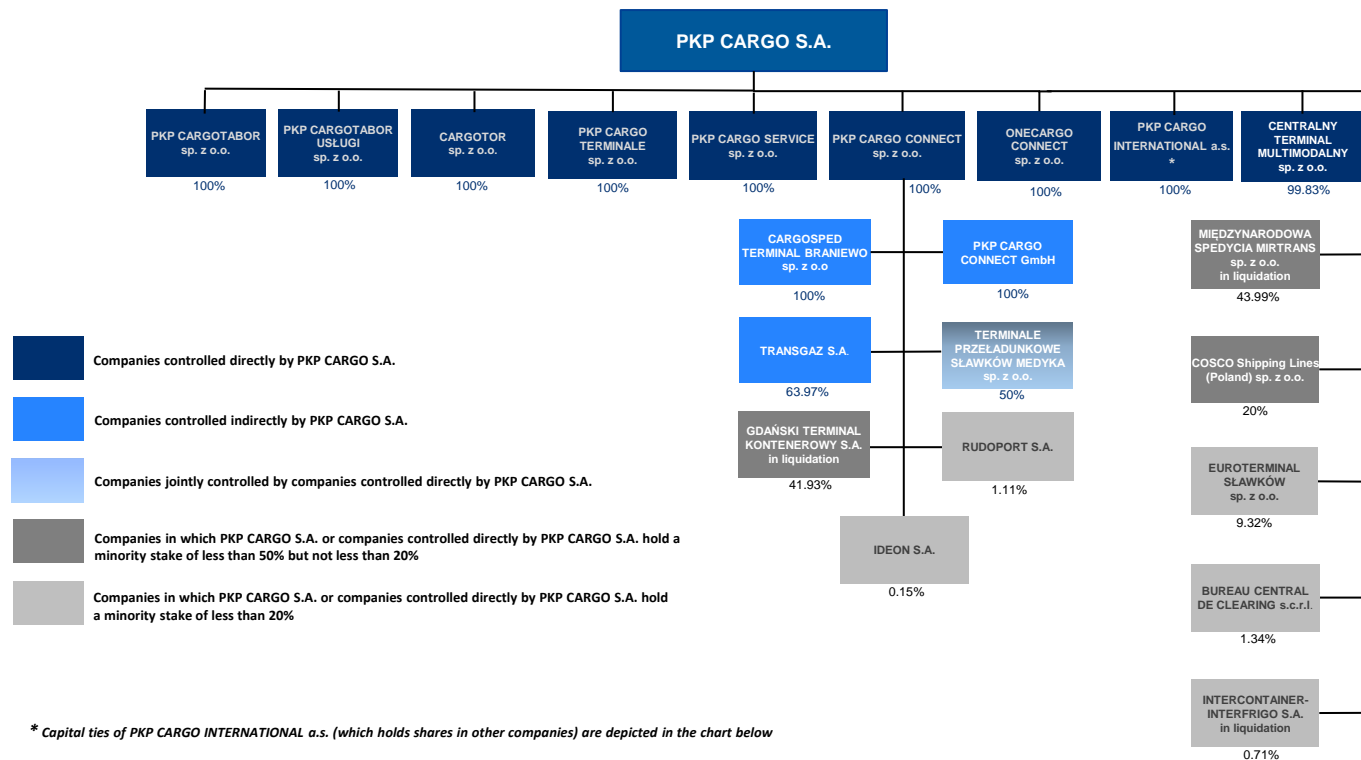 PKP CARGO S.A.
PKP CARGOTABOR
sp. z o.o.
100%
PKP CARGOTABOR
USŁUGI
sp. z o.o.
100%
CARGOTOR
sp. z o.o.
100%
PKP CARGO
TERMINALE
sp. z o.o.
100%
PKP CARGO SERVICE
sp. z o.o.
100%
PKP CARGO CONNECT
sp. z o.o.
100%
ONECARGO
CONNECT
sp. z o.o.
100%
PKP CARGO
INTERNATIONAL a.s.
*
100%
CENTRALNY
TERMINAL
MULTIMODALNY
sp. z o.o.
99.83%
CARGOSPED
TERMINAL BRANIEWO
sp. z o.o
100%
PKP CARGO
CONNECT GmbH
100%
MIĘDZYNARODOWA
SPEDYCIA MIRTRANS
sp. z o.o.
in liquidation
43.99%
TRANSGAZ S.A.
63.97%
TERMINALE
PRZEŁADUNKOWE
SŁAWKÓW MEDYKA
sp. z o.o.
50%
COSCO Shipping Lines
(Poland) sp. z o.o.
20%
GDAŃSKI TERMINAL
KONTENEROWY S.A.
in liquidation
41.93%
RUDOPORT S.A.
1.11%
EUROTERMINAL
SŁAWKÓW
sp. z o.o.
9.32%
IDEON S.A.
0.15%
BUREAU CENTRAL
DE CLEARING s.c.r.l.
1.34%
INTERCONTAINER-
INTERFRIGO S.A.
in liquidation
0.71%
Companies controlled directly by PKP CARGO S.A.
Companies controlled indirectly by PKP CARGO S.A.
Companies jointly controlled by companies controlled directly by PKP CARGO S.A.
Companies in which PKP CARGO S.A. or companies controlled directly by PKP CARGO S.A. hold a
minority stake of less than 50% but not less than 20%
Companies in which PKP CARGO S.A. or companies controlled directly by PKP CARGO S.A. hold
a minority stake of less than 20%
* Capital ties of PKP CARGO INTERNATIONAL a.s. (which holds shares in other companies) are depicted in the chart below